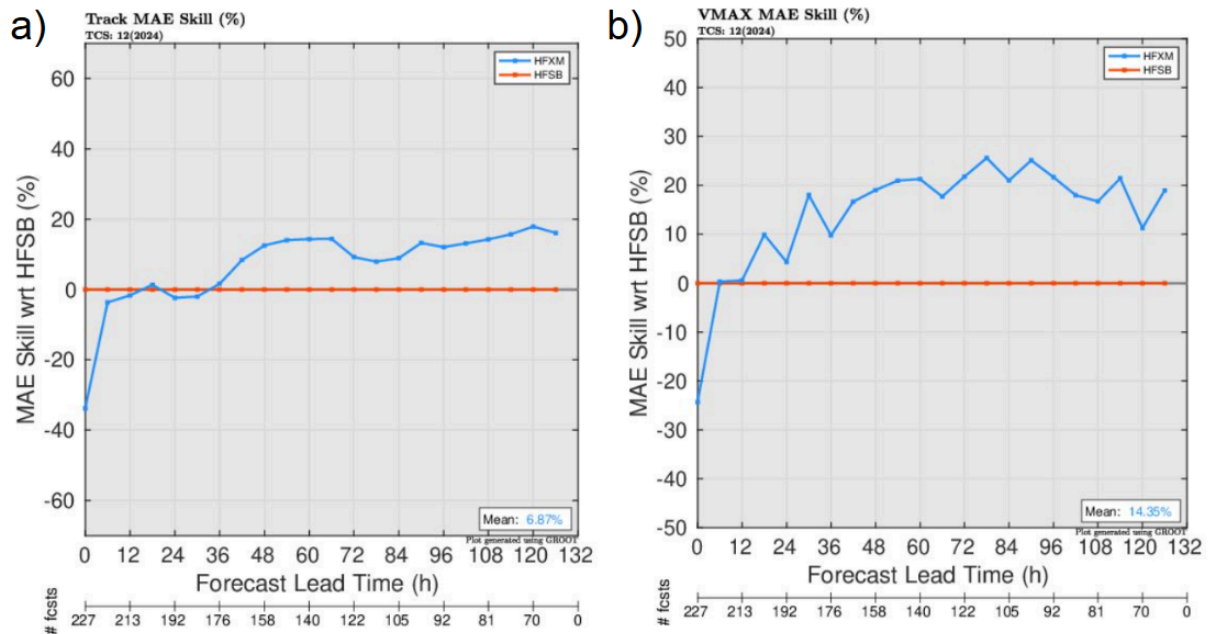 a)
Track MAE Skill (%)
TCS: 12(2024)
HFXM
HFSB
60
40
20
0
-20
-40
-60
MAE Skill wrt HFSB (%)
Mean: 6.87%
Plot generated using GROOT
0 12 24 36 48 60 72 84 96 108 120 132
Forecast Lead Time (h)
# fcsts
227 213 192 176 158 140 122 105 92 81 70 0
b)
VMAX MAE Skill (%)
TCS: 12(2024)
HFXM
HFSB
50
40
30
20
10
0
-10
-20
-30
-40
-50
MAE Skill wrt HFSB (%)
Mean: 14.35%
Plot generated using GROOT
0 12 24 36 48 60 72 84 96 108 120 132
Forecast Lead Time (h)
# fcsts
227 213 192 176 158 140 122 105 92 81 70 0